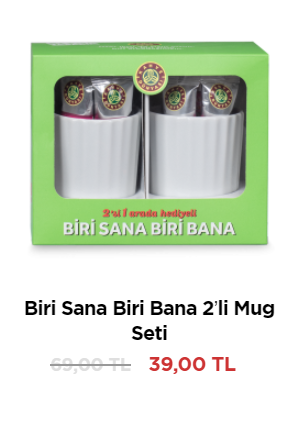 2'si 1 arada hediyeli
BİRİ SANA BİRİ BANA
Biri Sana Biri Bana 2'li Mug
Seti
69,00 TL 39,00 TL